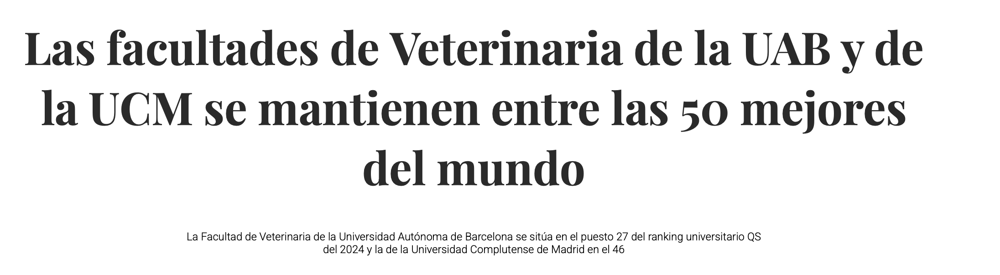 Las facultades de Veterinaria de la UAB y de
la UCM se mantienen entre las 50 mejores
del mundo
La Facultad de Veterinaria de la Universidad Autónoma de Barcelona se sitúa en el puesto 27 del ranking universitario QS
del 2024 y la de la Universidad Complutense de Madrid en el 46